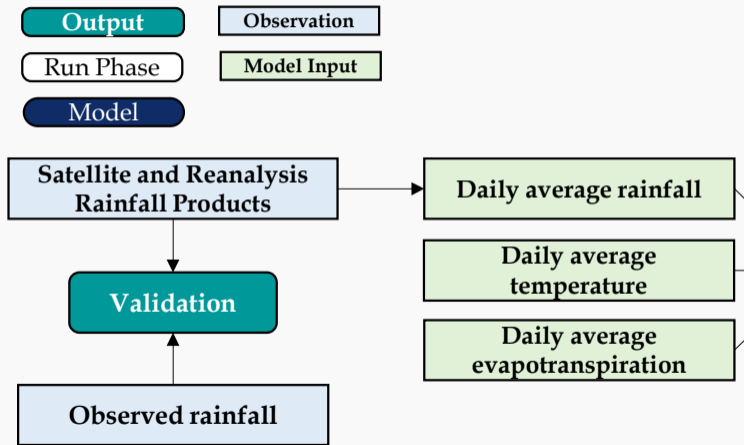 Output
Observation
Run Phase
Model Input
Model
Satellite and Reanalysis
Rainfall Products
Daily average rainfall
Daily average
temperature
Validation
Daily average
evapotranspiration
Observed rainfall